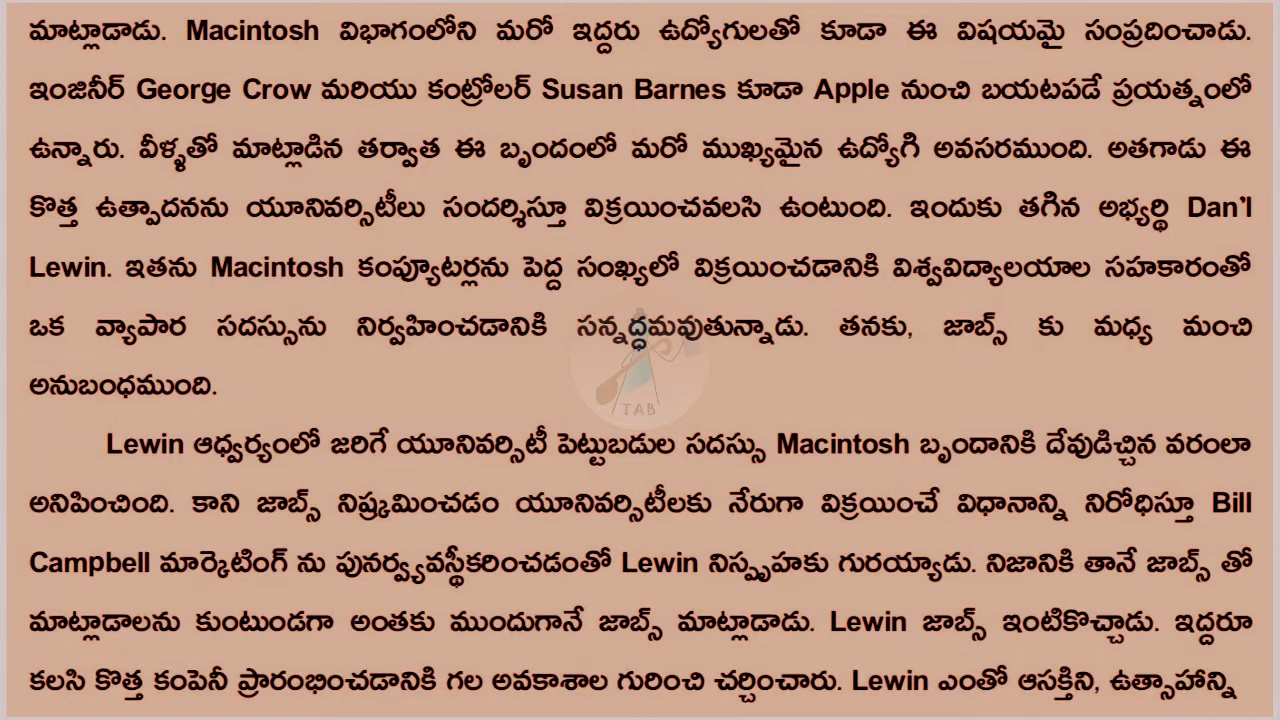 మాట్లాడాడు. Macintosh విభాగంలోని మరో ఇద్దరు ఉద్యోగులతో కూడా ఈ విషయమై సంప్రదించాడు.
ఇంజినీర్ George Crow మరియు కంట్రోలర్ Susan Barnes కూడా Apple నుంచి బయటపడే ప్రయత్నంలో
ఉన్నారు. వీళ్ళతో మాట్లాడిన తర్వాత ఈ బృందంలో మరో ముఖ్యమైన ఉద్యోగి అవసరముంది. అతగాడు ఈ
కొత్త ఉత్పాదనను యూనివర్సిటీలు సందర్శిస్తూ విక్రయించవలసి ఉంటుంది. ఇందుకు తగిన అభ్యర్థి Dan'l
Lewin. ఇతను Macintosh కంప్యూటర్లను పెద్ద సంఖ్యలో విక్రయించడానికి విశ్వవిద్యాలయాల సహకారంతో
ఒక వ్యాపార సదస్సును నిర్వహించడానికి సన్నద్ధమవుతున్నాడు. తనకు, జాబ్స్ కు మధ్య మంచి
అనుబంధముంది.
TAB
Lewin ఆధ్వర్యంలో జరిగే యూనివర్సిటీ పెట్టుబడుల సదస్సు Macintosh బృందానికి దేవుడిచ్చిన వరంలా
అనిపించింది. కాని జాబ్స్ నిష్క్రమించడం యూనివర్సిటీలకు నేరుగా విక్రయించే విధానాన్ని నిరోధిస్తూ Bill
Campbell మార్కెటింగ్ ను పునర్వ్యవస్థీకరించడంతో Lewin నిస్పృహకు గురయ్యాడు. నిజానికి తానే జాబ్స్ తో
మాట్లాడాలను కుంటుండగా అంతకు ముందుగానే జాబ్స్ మాట్లాడాడు. Lewin జాబ్స్ ఇంటికొచ్చాడు. ఇద్దరూ
కలసి కొత్త కంపెనీ ప్రారంభించడానికి గల అవకాశాల గురించి చర్చించారు. Lewin ఎంతో ఆసక్తిని, ఉత్సాహాన్ని